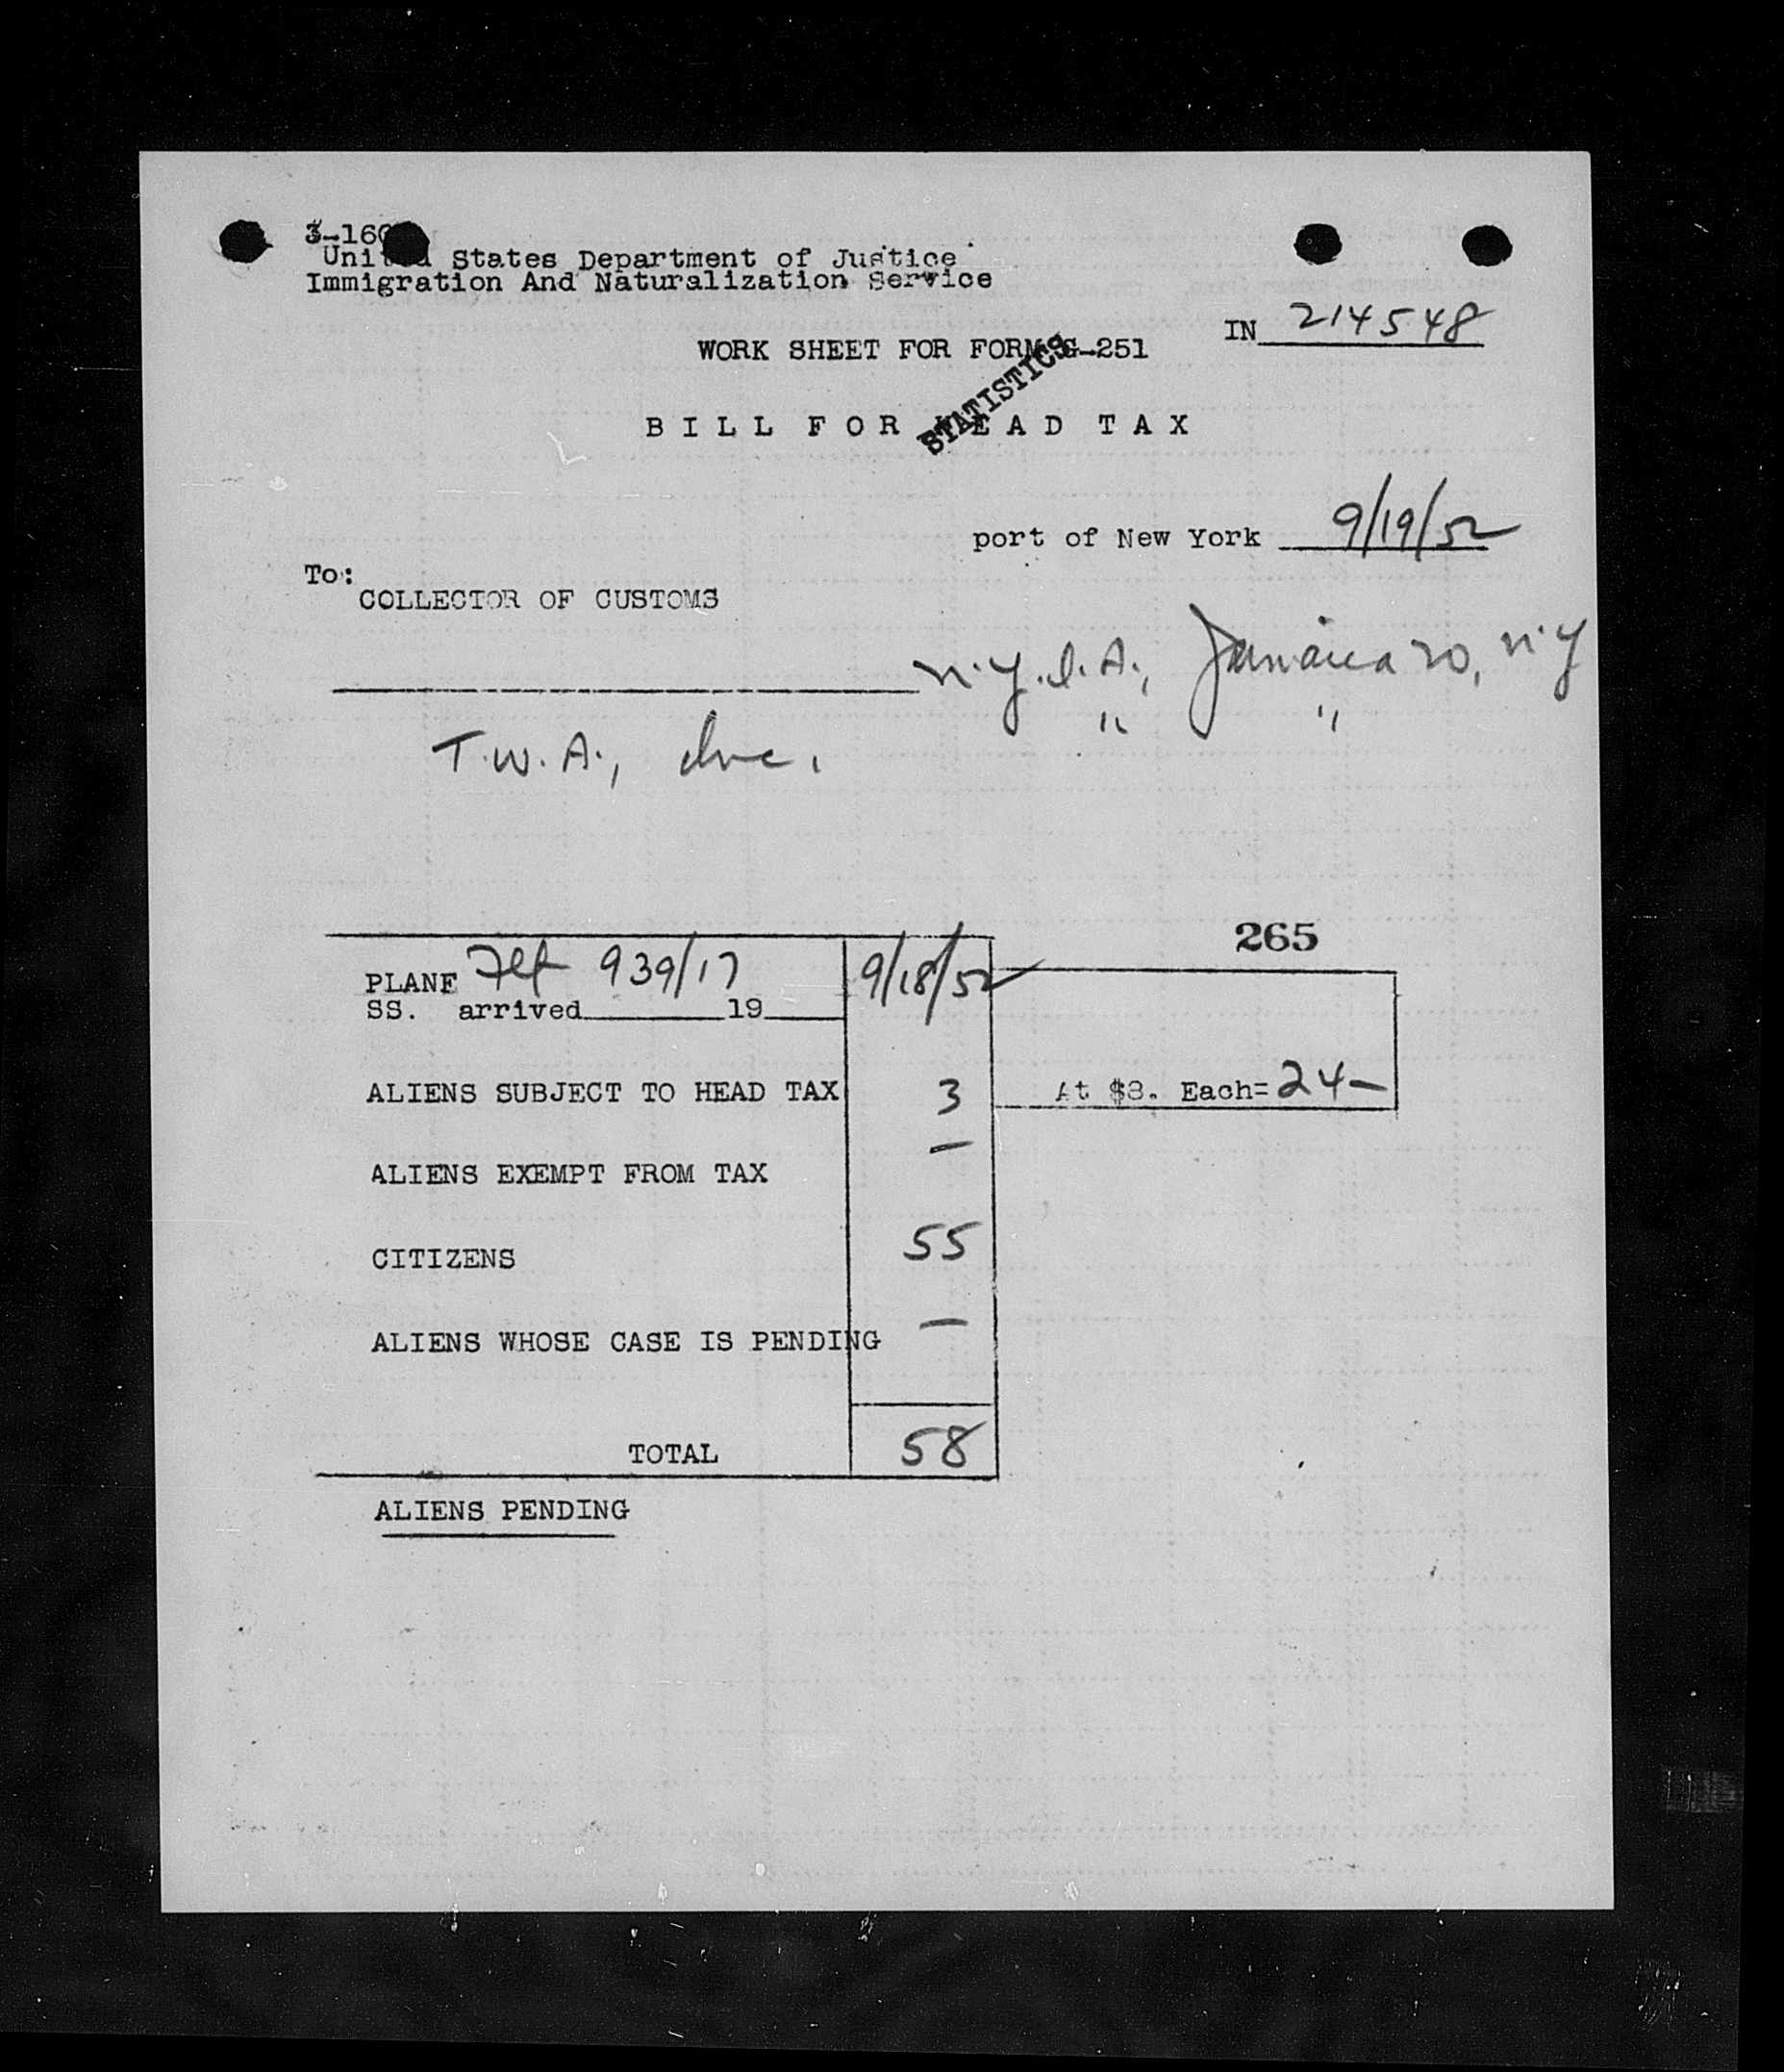 3-160
United States Department of Justice
Immigration And Naturalization Service
IN 214548
WORK SHEET FOR FORM G-251
STATISTICS
BILL FOR HEAD TAX
port of New York 9/19/52
To:
COLLECTOR OF CUSTOMS
N.Y.I.A., Jamaica 20, N.Y
" "
T.W.A., Inc.
265
PLANE Flt 939/17 9/18/52
SS. arrived 19
ALIENS SUBJECT TO HEAD TAX 3 At $8. Each= 24-
ALIENS EXEMPT FROM TAX —
CITIZENS 55
ALIENS WHOSE CASE IS PENDING —
TOTAL 58
ALIENS PENDING